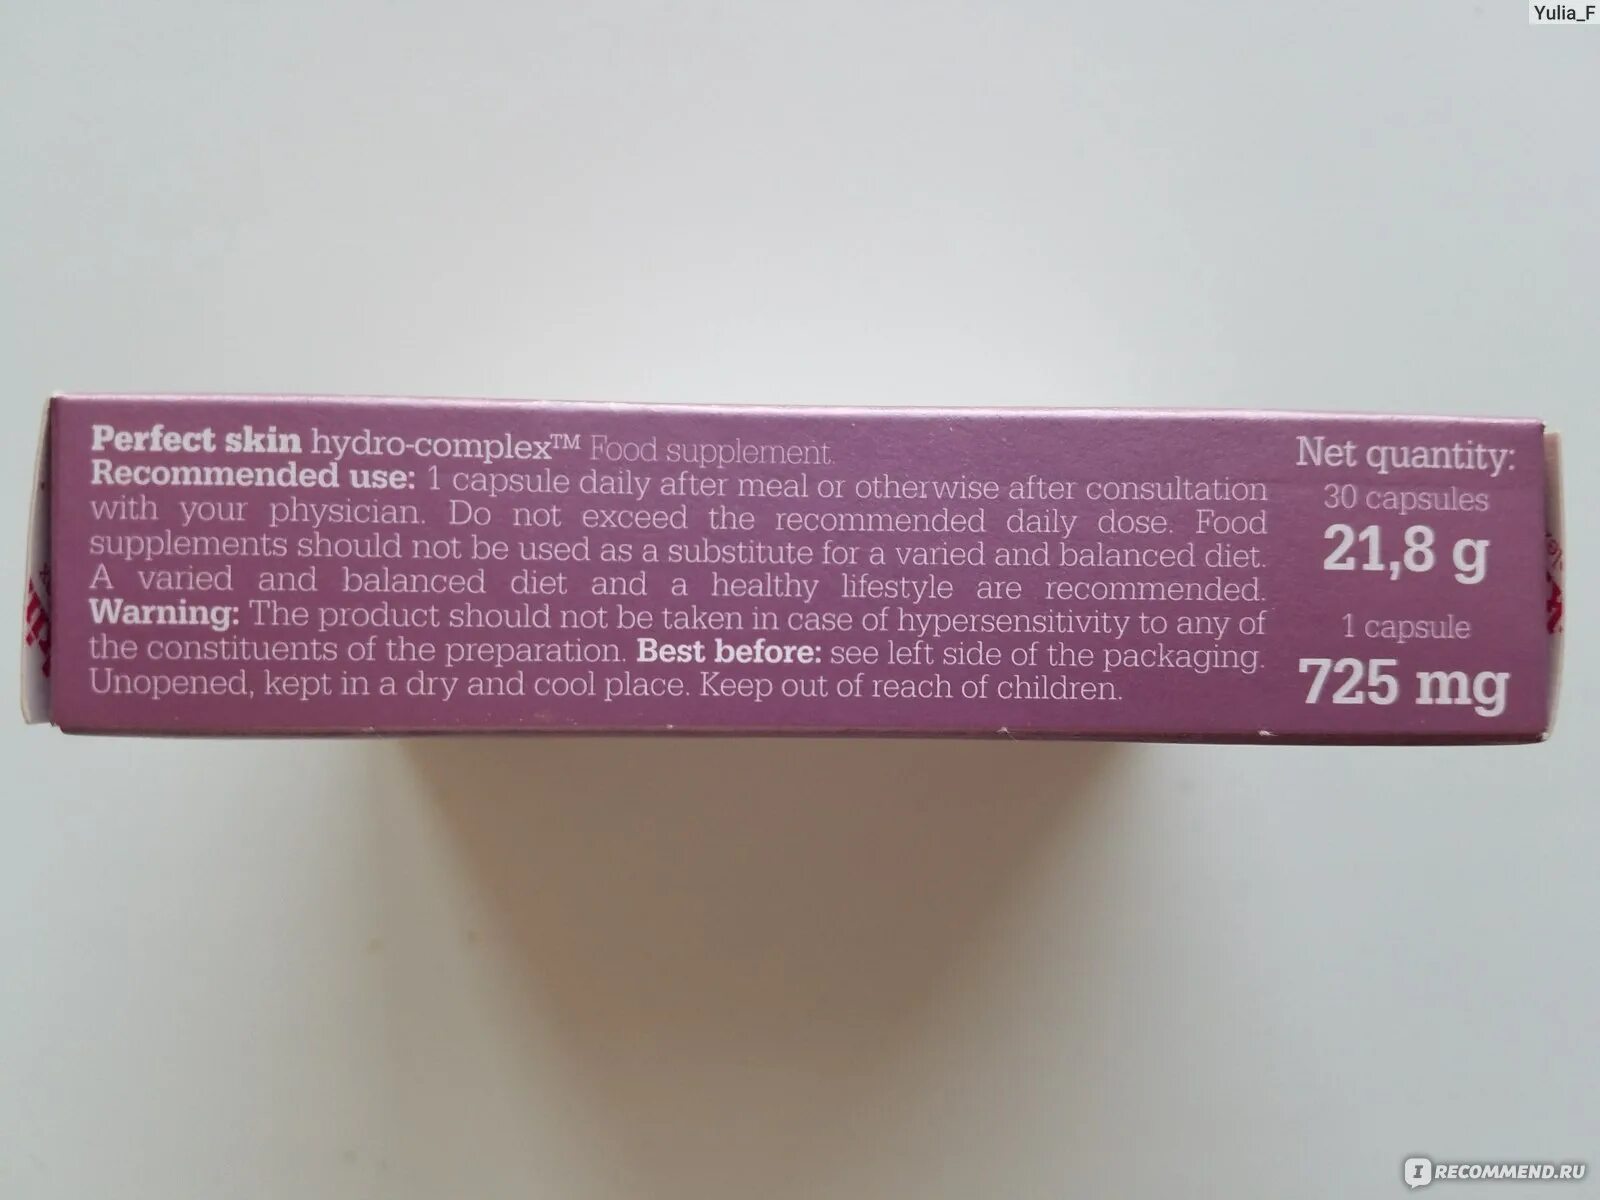 Yulia_F
Perfect skin hydro-complex™ Food supplement.
Recommended use: 1 capsule daily after meal or otherwise after consultation
with your physician. Do not exceed the recommended daily dose. Food
supplements should not be used as a substitute for a varied and balanced diet.
A varied and balanced diet and a healthy lifestyle are recommended.
Warning: The product should not be taken in case of hypersensitivity to any of
the constituents of the preparation. Best before: see left side of the packaging.
Unopened, kept in a dry and cool place. Keep out of reach of children.
Net quantity:
30 capsules
21,8 g
1 capsule
725 mg
IRECOMMEND.RU